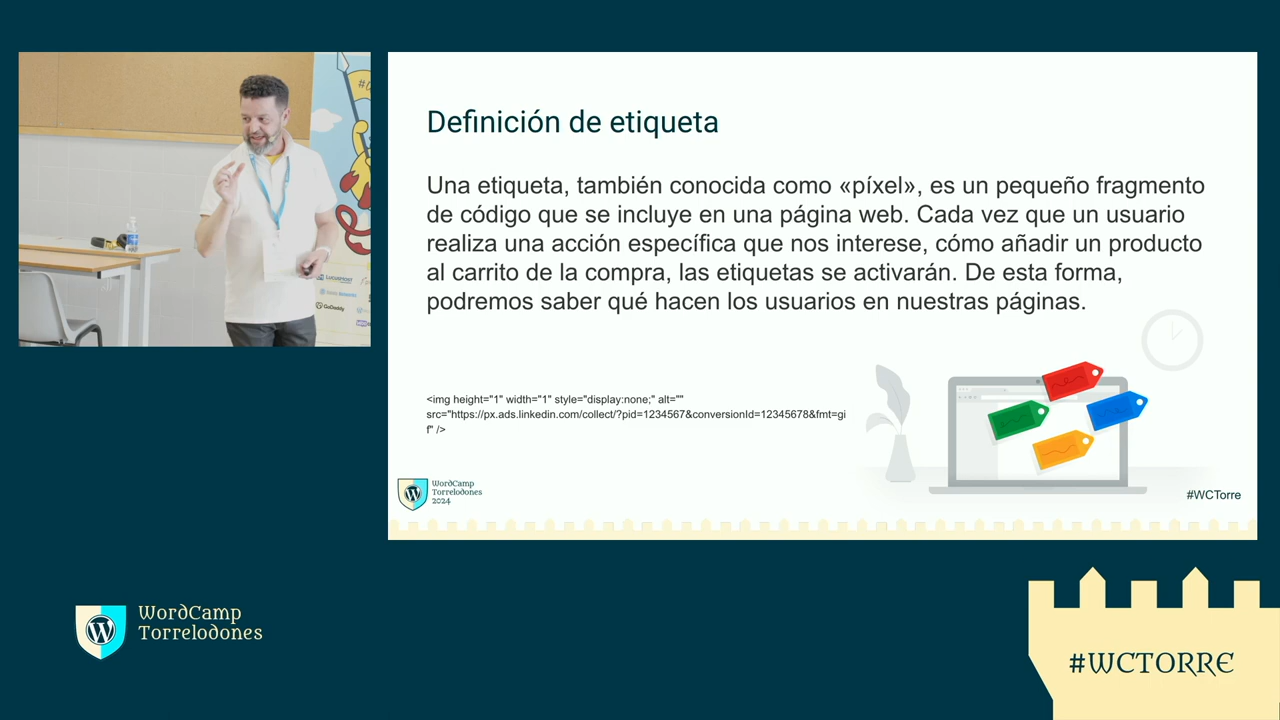 Definición de etiqueta
Una etiqueta, también conocida como «píxel», es un pequeño fragmento
de código que se incluye en una página web. Cada vez que un usuario
realiza una acción específica que nos interese, cómo añadir un producto
al carrito de la compra, las etiquetas se activarán. De esta forma,
podremos saber qué hacen los usuarios en nuestras páginas.
<img height="1" width="1" style="display:none;" alt=""
src="https://px.ads.linkedin.com/collect/?pid=1234567&conversionId=12345678&fmt=gi
f" />
WordCamp
Torrelodones
2024
#WCTorre
GoDaddy
WordCamp
Torrelodones
#WCTORRE